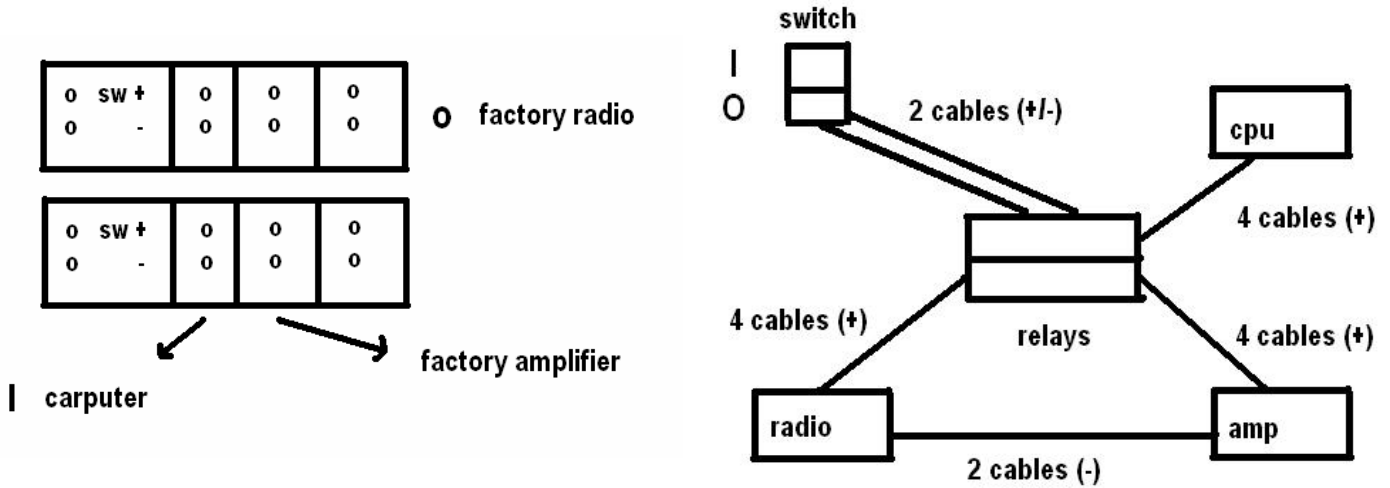 o sw + o o o
o - o o o
O factory radio
o sw + o o o
o - o o o
factory amplifier
I carputer
switch
I
O
2 cables (+/-)
cpu
4 cables (+)
4 cables (+)
relays
4 cables (+)
radio
amp
2 cables (-)